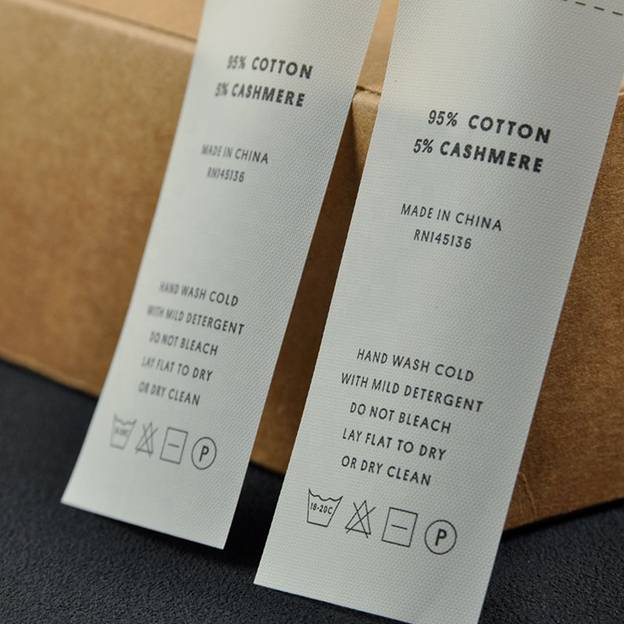 95% COTTON
5% CASHMERE
MADE IN CHINA
RN145136
HAND WASH COLD
WITH MILD DETERGENT
DO NOT BLEACH
LAY FLAT TO DRY
OR DRY CLEAN
P
95% COTTON
5% CASHMERE
MADE IN CHINA
RN145136
HAND WASH COLD
WITH MILD DETERGENT
DO NOT BLEACH
LAY FLAT TO DRY
OR DRY CLEAN
18-20C P